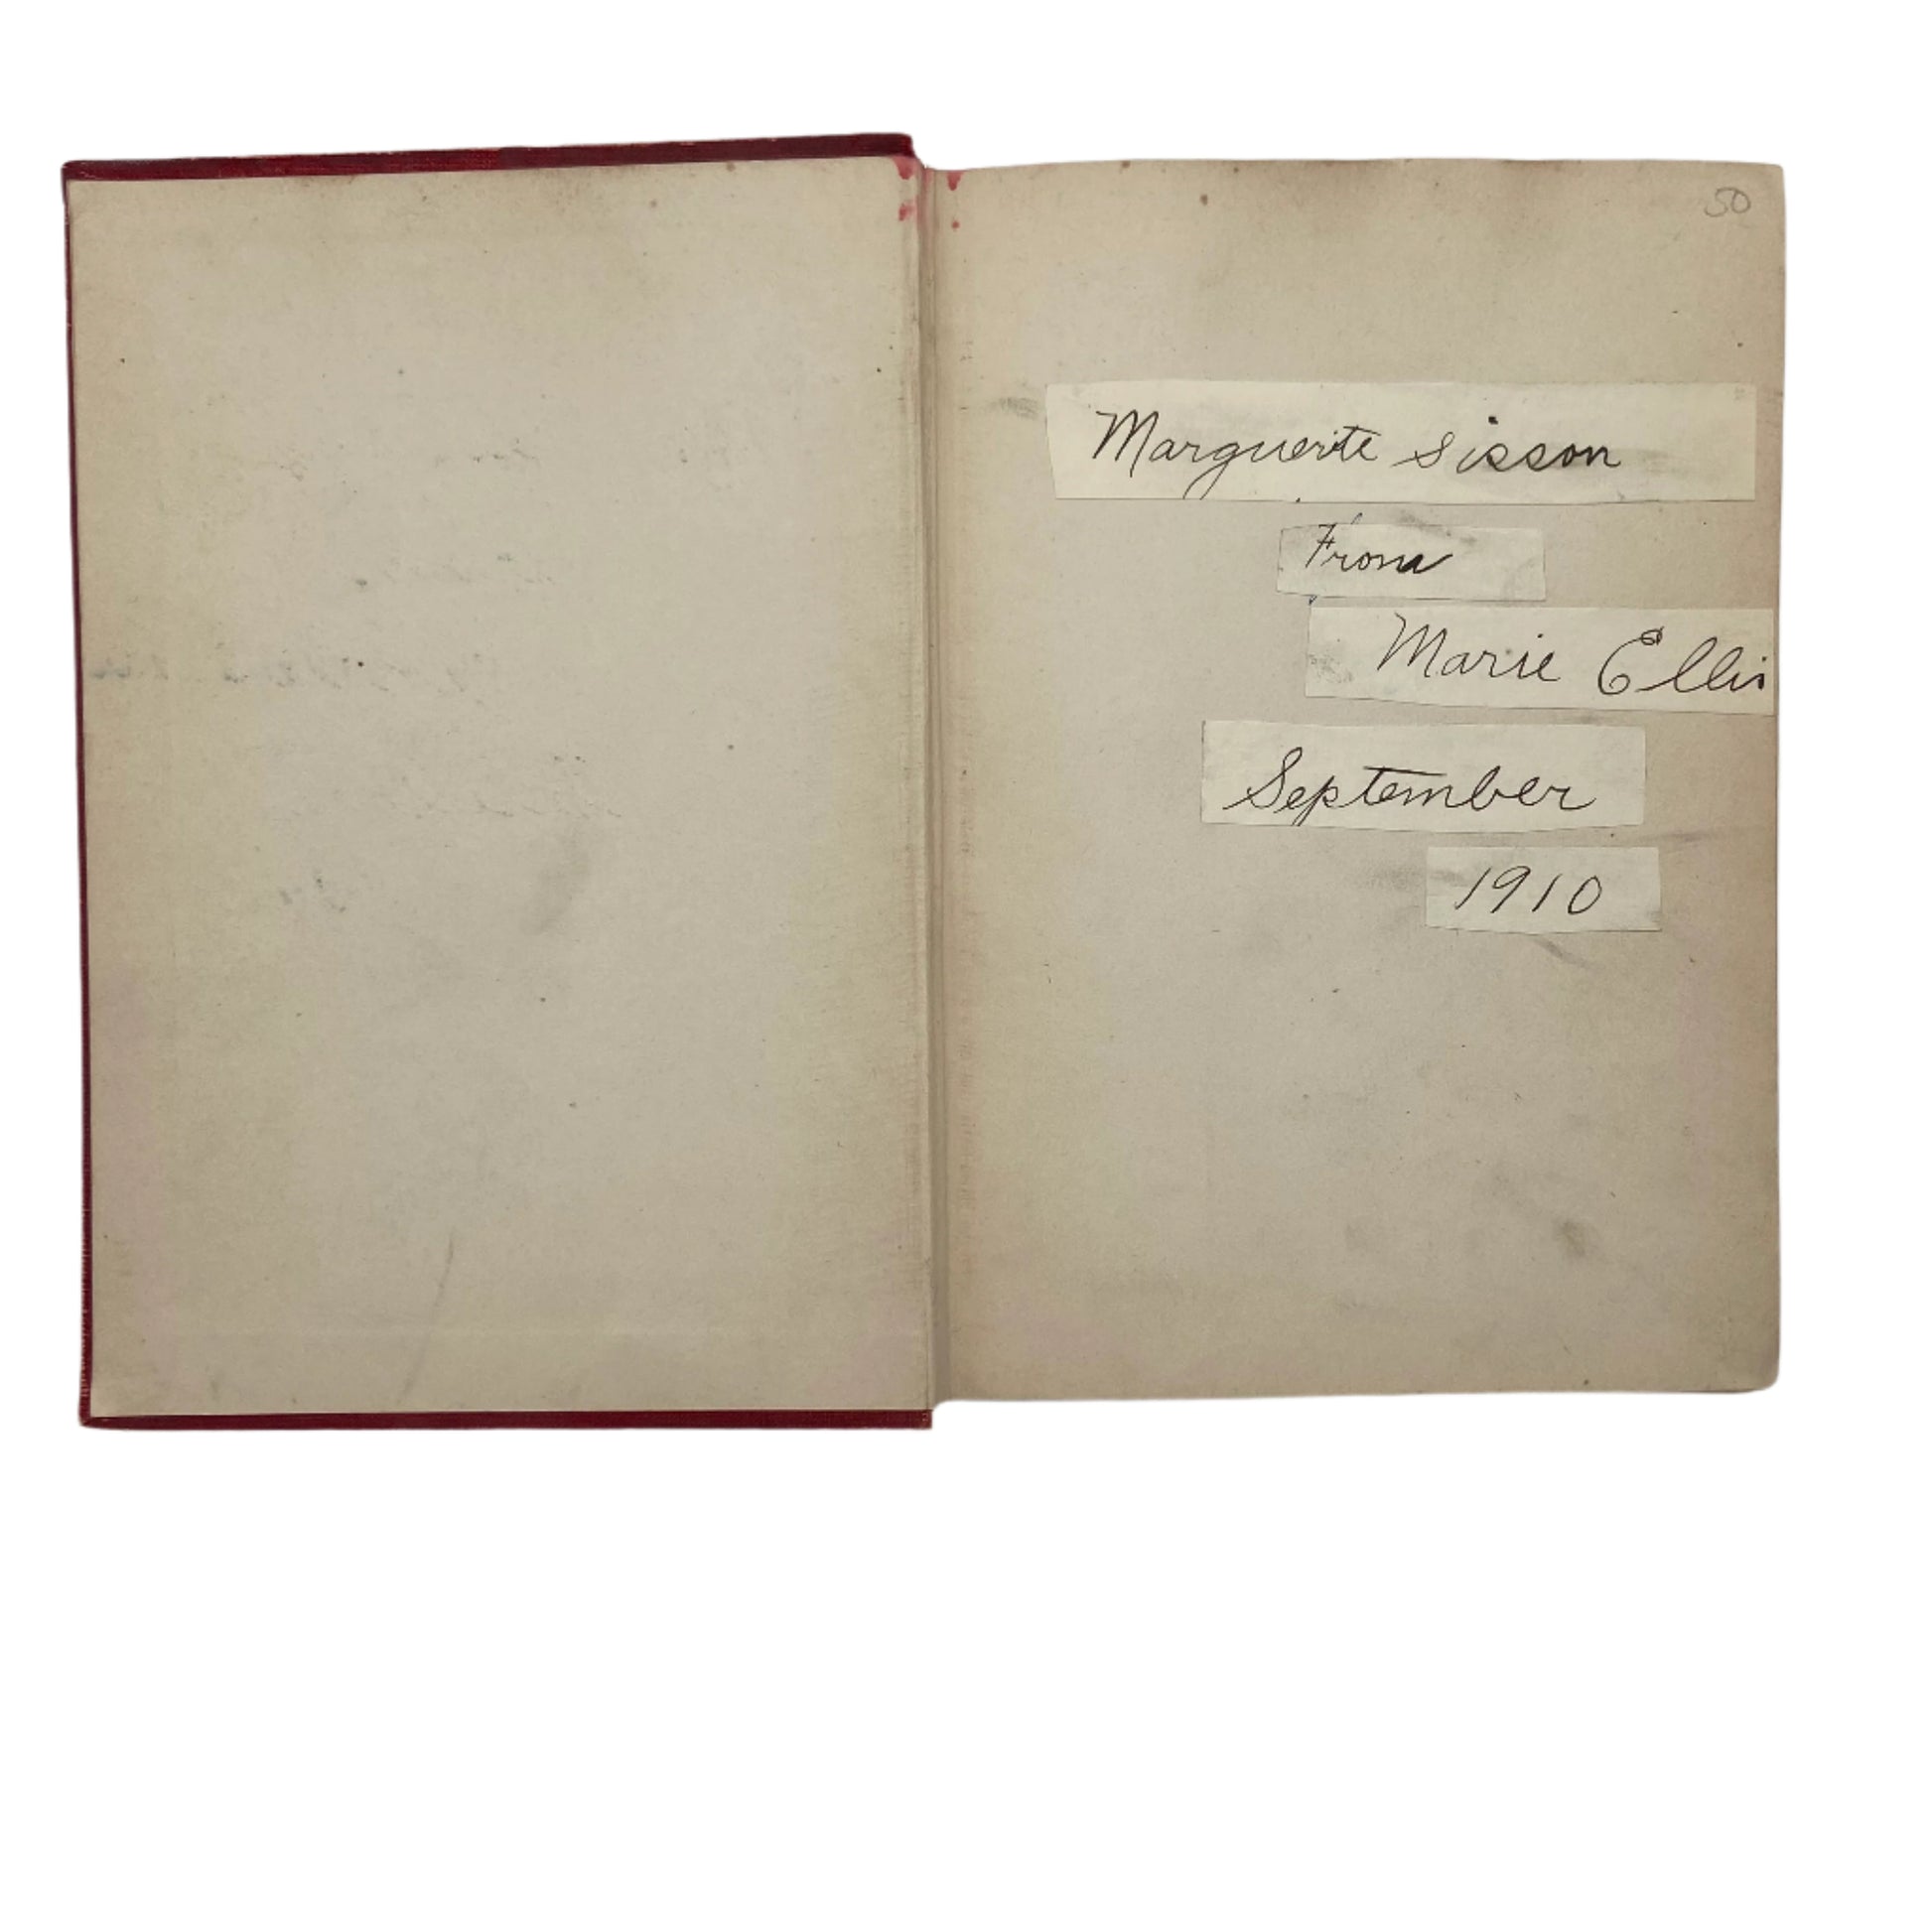 50
Marguerite Sisson
From
Marie Ellis
September
1910